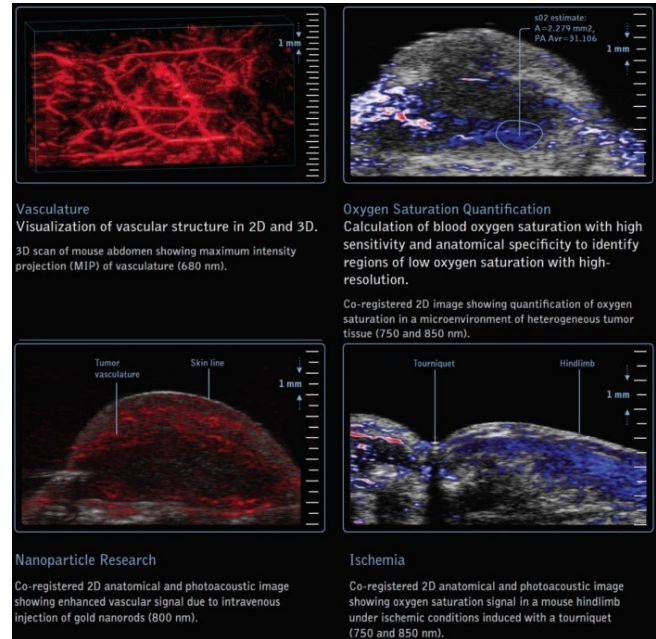 1 mm
Vasculature
Visualization of vascular structure in 2D and 3D.
3D scan of mouse abdomen showing maximum intensity
projection (MIP) of vasculature (680 nm).
s02 estimate:
A=2.279 mm2,
PA Avr=31.106
1 mm
Oxygen Saturation Quantification
Calculation of blood oxygen saturation with high
sensitivity and anatomical specificity to identify
regions of low oxygen saturation with high-
resolution.
Co-registered 2D image showing quantification of oxygen
saturation in a microenvironment of heterogeneous tumor
tissue (750 and 850 nm).
Tumor
vasculature
Skin line
1 mm
Nanoparticle Research
Co-registered 2D anatomical and photoacoustic image
showing enhanced vascular signal due to intravenous
injection of gold nanorods (800 nm).
Tourniquet
Hindlimb
1 mm
Ischemia
Co-registered 2D anatomical and photoacoustic image
showing oxygen saturation signal in a mouse hindlimb
under ischemic conditions induced with a tourniquet
(750 and 850 nm).